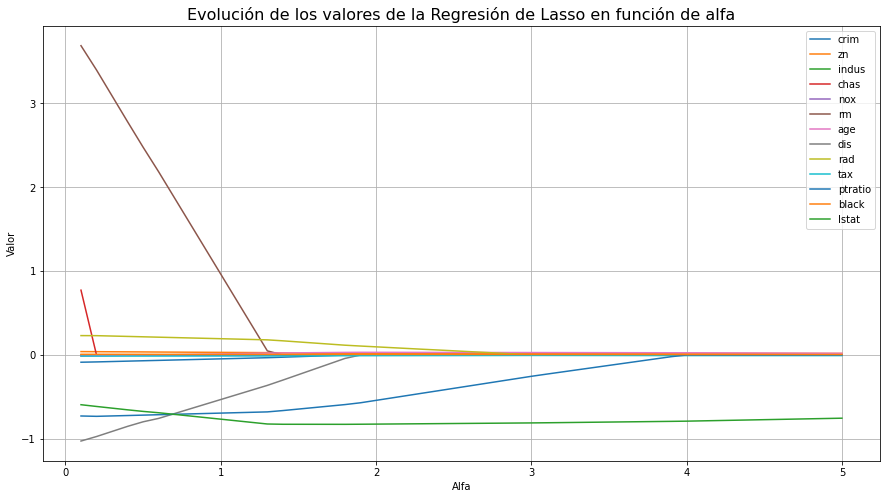 Evolución de los valores de la Regresión de Lasso en función de alfa
crim
zn
indus
chas
nox
rm
age
dis
rad
tax
ptratio
black
lstat
3
2
1
0
−1
Valor
0 1 2 3 4 5
Alfa